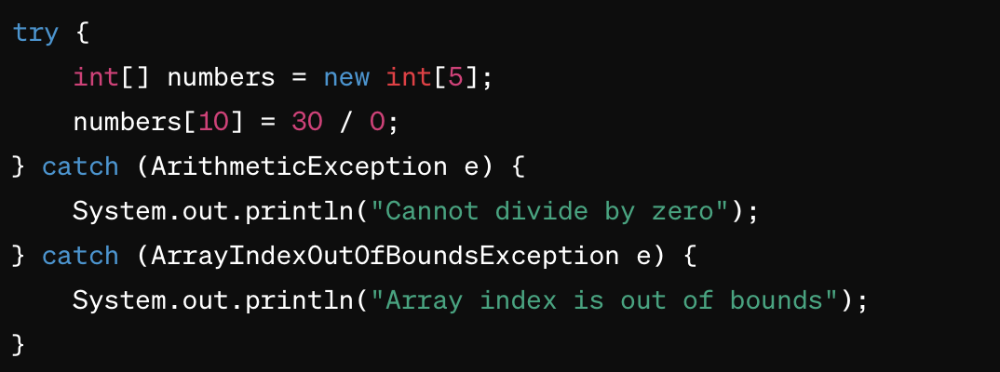 try {
    int[] numbers = new int[5];
    numbers[10] = 30 / 0;
} catch (ArithmeticException e) {
    System.out.println("Cannot divide by zero");
} catch (ArrayIndexOutOfBoundsException e) {
    System.out.println("Array index is out of bounds");
}